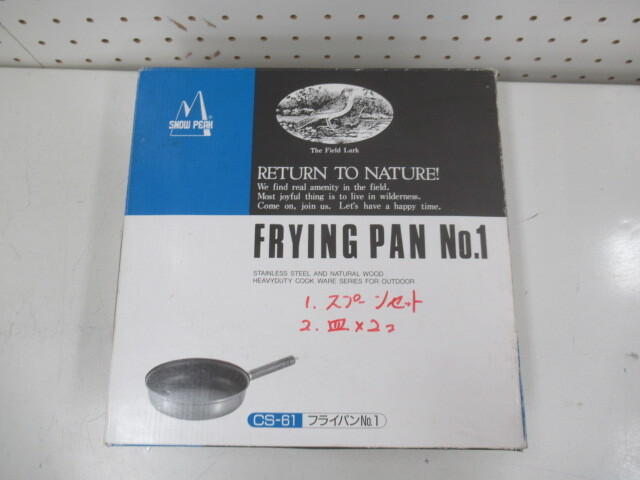 SNOW PEAK
The Field Lark
RETURN TO NATURE!
We find real amenity in the field.
Most joyful thing is to live in wilderness.
Come on, join us. Let's have a happy time.
FRYING PAN No.1
STAINLESS STEEL AND NATURAL WOOD
HEAVYDUTY COOK WARE SERIES FOR OUTDOOR
1. スプーンセット
2. 皿×2コ
CS-61 フライパンNo.1